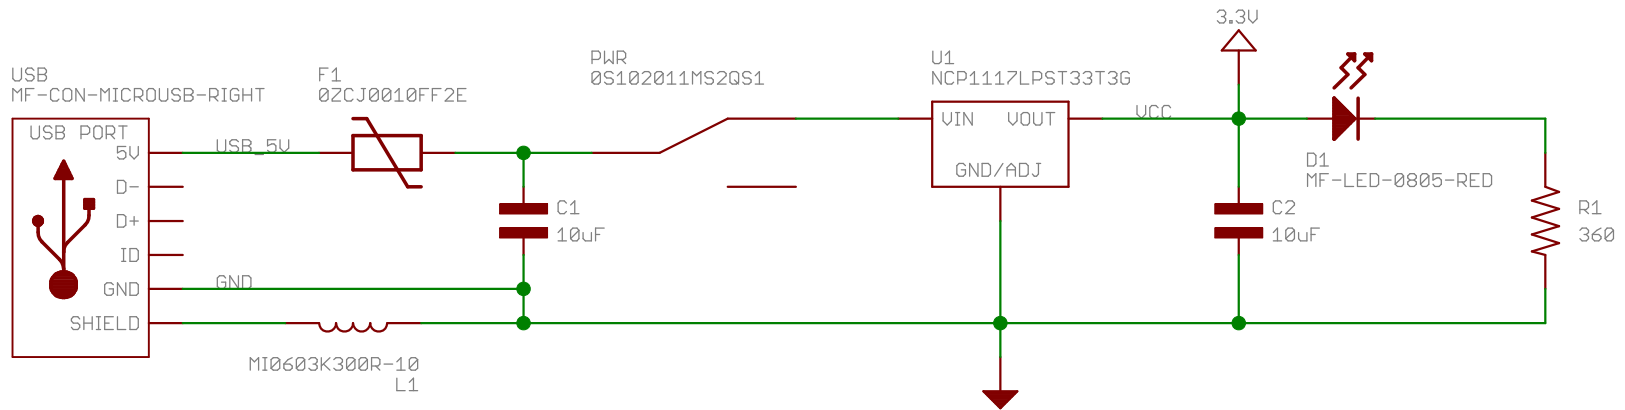 USB
MF-CON-MICROUSB-RIGHT
USB PORT
5V
D-
D+
ID
GND
SHIELD
USB_5V
GND
F1
0ZCJ0010FF2E
MI0603K300R-10
L1
C1
10uF
PWR
0S102011MS2QS1
U1
NCP1117LPST33T3G
VIN VOUT
GND/ADJ
VCC
3.3V
C2
10uF
D1
MF-LED-0805-RED
R1
360